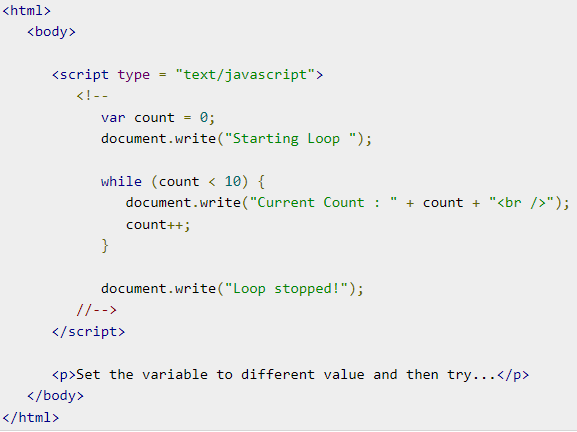 <html>
<body>
<script type = "text/javascript">
<!--
var count = 0;
document.write("Starting Loop ");
while (count < 10) {
document.write("Current Count : " + count + "<br />");
count++;
}
document.write("Loop stopped!");
//-->
</script>
<p>Set the variable to different value and then try...</p>
</body>
</html>